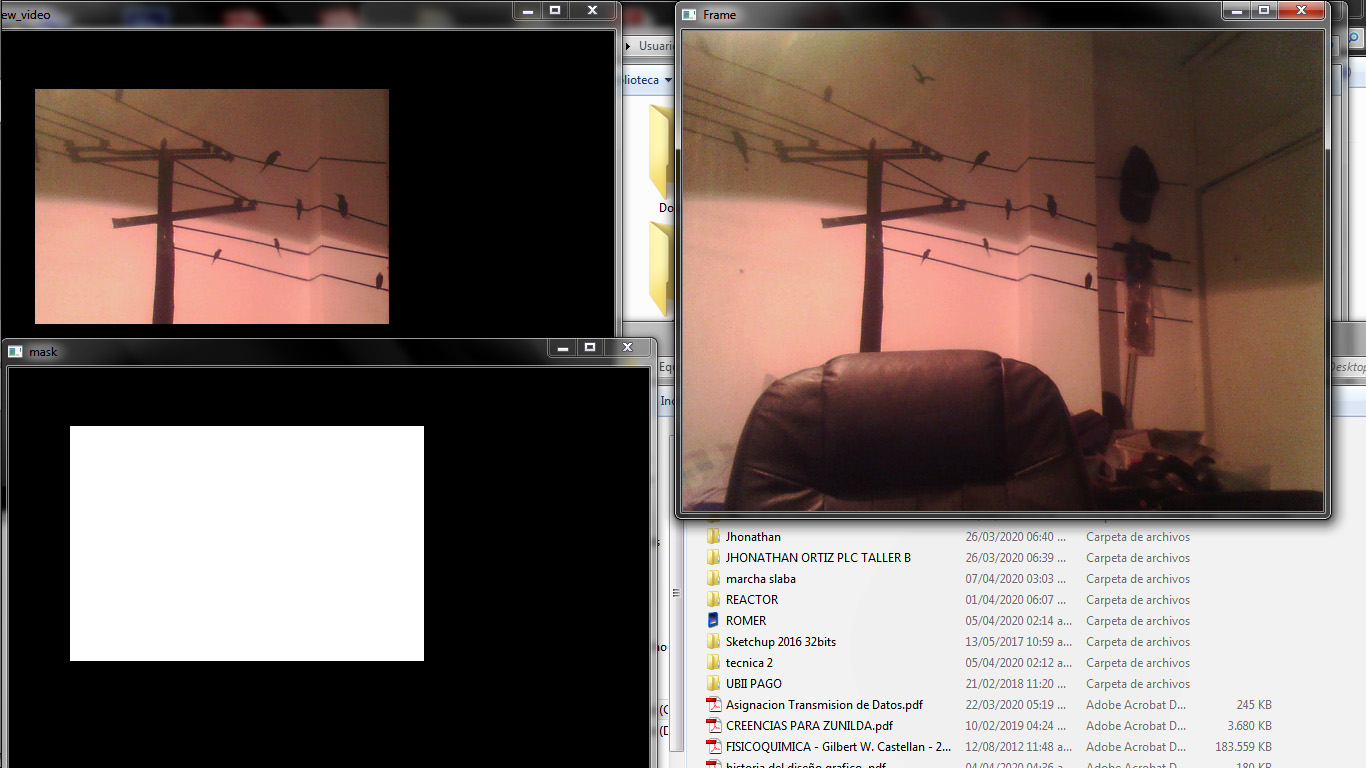 ew_video
Frame
Usuari
blioteca
Do
mask
Eq
Desktop
In
Jhonathan 26/03/2020 06:40 ... Carpeta de archivos
JHONATHAN ORTIZ PLC TALLER B 26/03/2020 06:39 ... Carpeta de archivos
marcha slaba 07/04/2020 03:03 ... Carpeta de archivos
REACTOR 01/04/2020 06:07 ... Carpeta de archivos
ROMER 05/04/2020 02:14 a... Carpeta de archivos
Sketchup 2016 32bits 13/05/2017 10:59 a... Carpeta de archivos
tecnica 2 05/04/2020 02:12 a... Carpeta de archivos
UBII PAGO 21/02/2018 11:20 ... Carpeta de archivos
Asignacion Transmision de Datos.pdf 22/03/2020 05:19 ... Adobe Acrobat D... 245 KB
CREENCIAS PARA ZUNILDA.pdf 10/02/2019 04:24 ... Adobe Acrobat D... 3.680 KB
FISICOQUIMICA - Gilbert W. Castellan - 2... 12/08/2012 11:48 a... Adobe Acrobat D... 183.559 KB
historia del diseño grafico .pdf 04/04/2020 04:36 a... Adobe Acrobat D... 180 KB